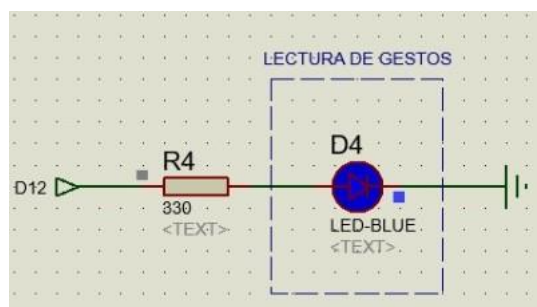 LECTURA DE GESTOS
R4
D4
D12
330
LED-BLUE
<TEXT>
<TEXT>